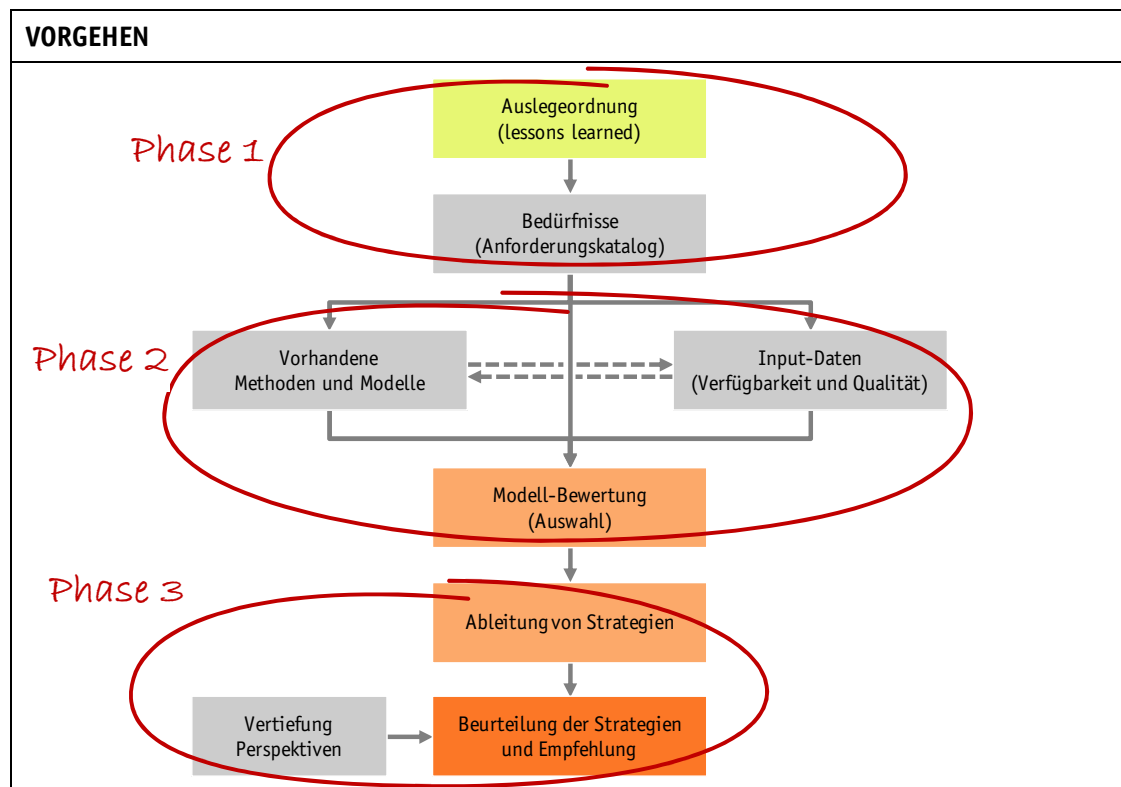 VORGEHEN
Auslegeordnung
(lessons learned)
Phase 1
Bedürfnisse
(Anforderungskatalog)
Phase 2
Vorhandene
Methoden und Modelle
Input-Daten
(Verfügbarkeit und Qualität)
Modell-Bewertung
(Auswahl)
Phase 3
Ableitung von Strategien
Vertiefung
Perspektiven
Beurteilung der Strategien
und Empfehlung